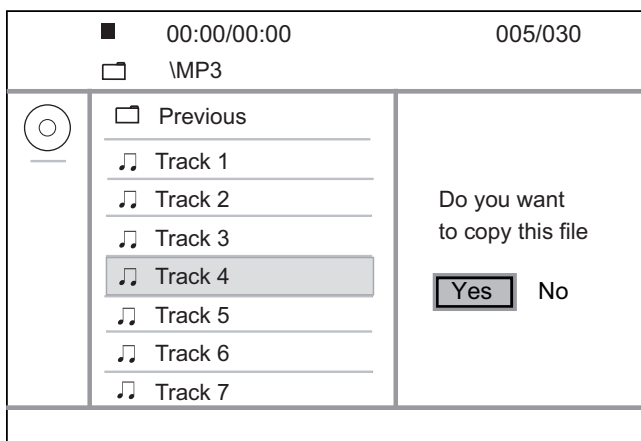 00:00/00:00 005/030
\MP3
Previous
Track 1
Track 2
Track 3
Track 4
Track 5
Track 6
Track 7
Do you want
to copy this file
Yes No